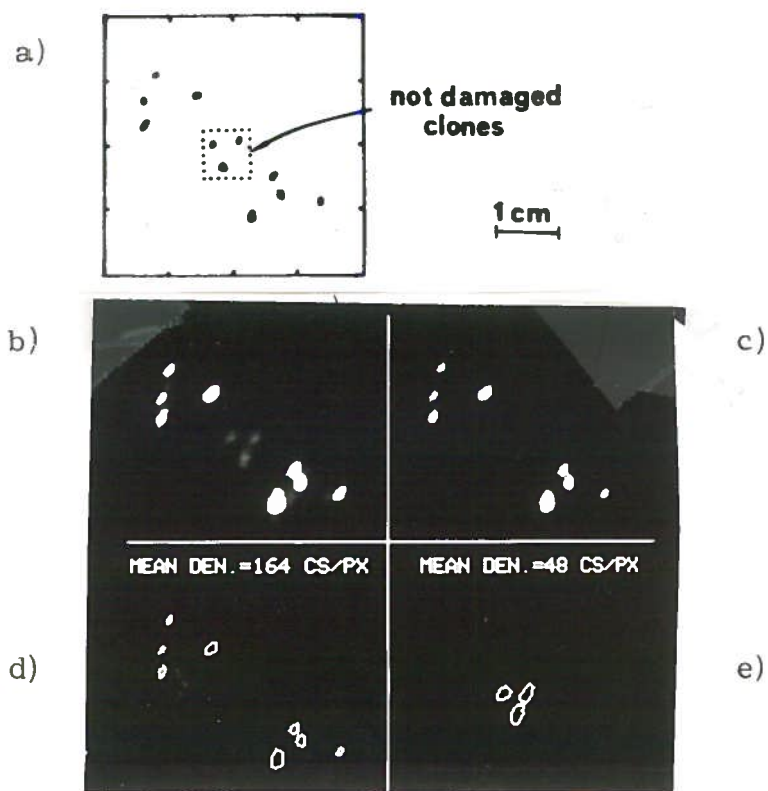 a)
not damaged
clones
1 cm
b)
c)
MEAN DEN.=164 CS/PX
MEAN DEN.=48 CS/PX
d)
e)